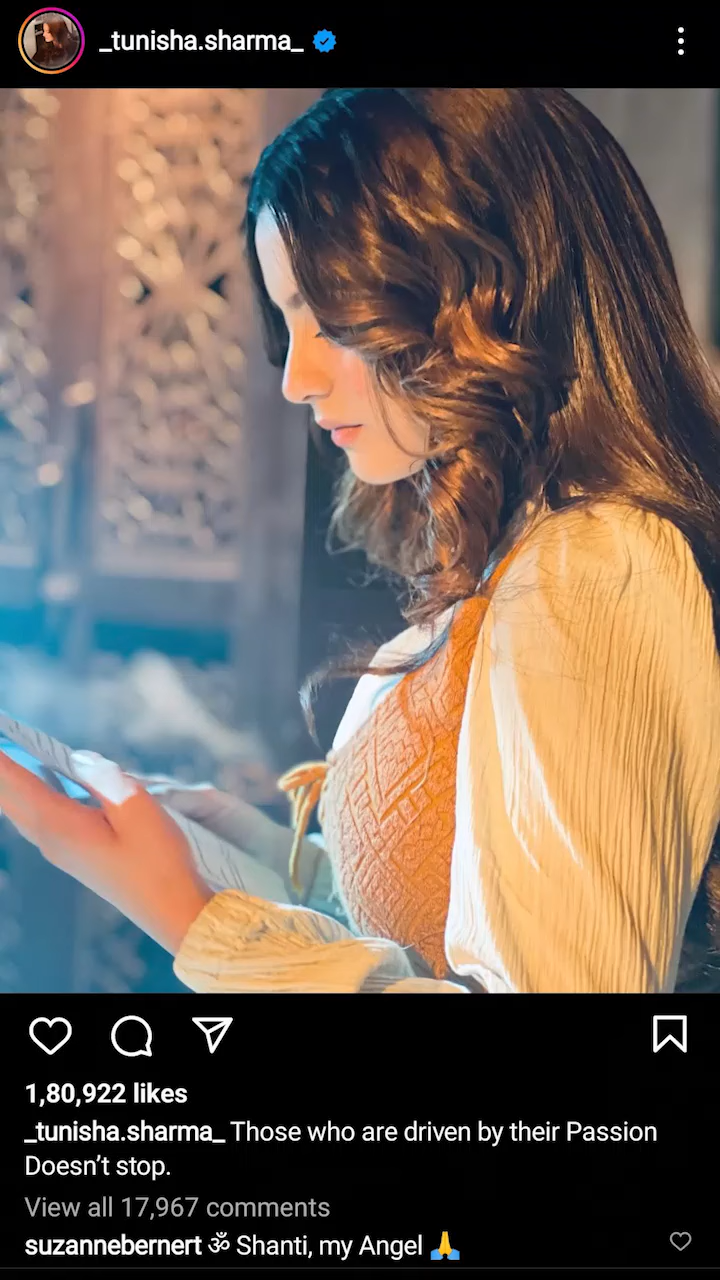 _tunisha.sharma_
1,80,922 likes
_tunisha.sharma_ Those who are driven by their Passion
Doesn't stop.
View all 17,967 comments
suzannebernert ॐ Shanti, my Angel 🙏